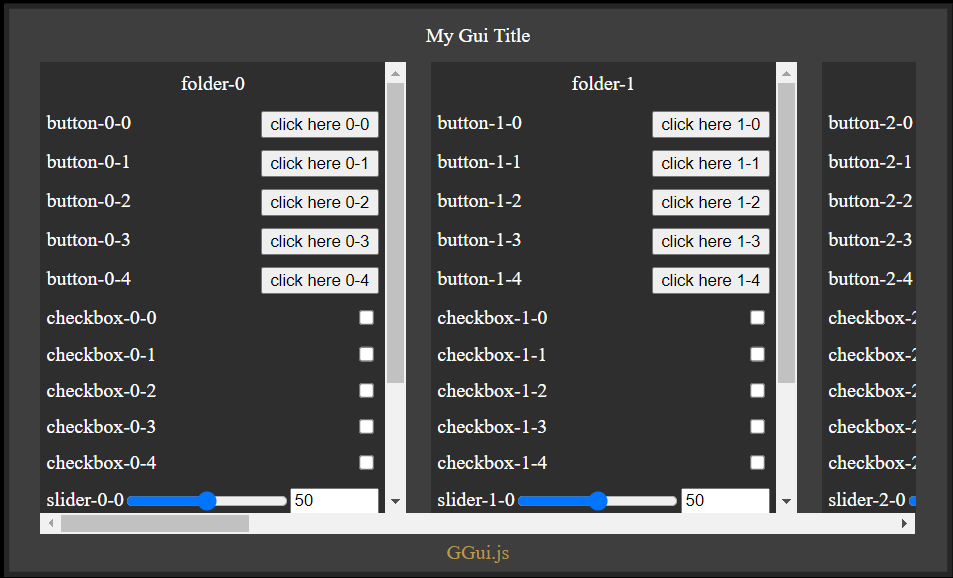 My Gui Title
folder-0
button-0-0 click here 0-0
button-0-1 click here 0-1
button-0-2 click here 0-2
button-0-3 click here 0-3
button-0-4 click here 0-4
checkbox-0-0
checkbox-0-1
checkbox-0-2
checkbox-0-3
checkbox-0-4
slider-0-0 50
folder-1
button-1-0 click here 1-0
button-1-1 click here 1-1
button-1-2 click here 1-2
button-1-3 click here 1-3
button-1-4 click here 1-4
checkbox-1-0
checkbox-1-1
checkbox-1-2
checkbox-1-3
checkbox-1-4
slider-1-0 50
button-2-0
button-2-1
button-2-2
button-2-3
button-2-4
checkbox-2
checkbox-2
checkbox-2
checkbox-2
checkbox-2
slider-2-0
GGui.js